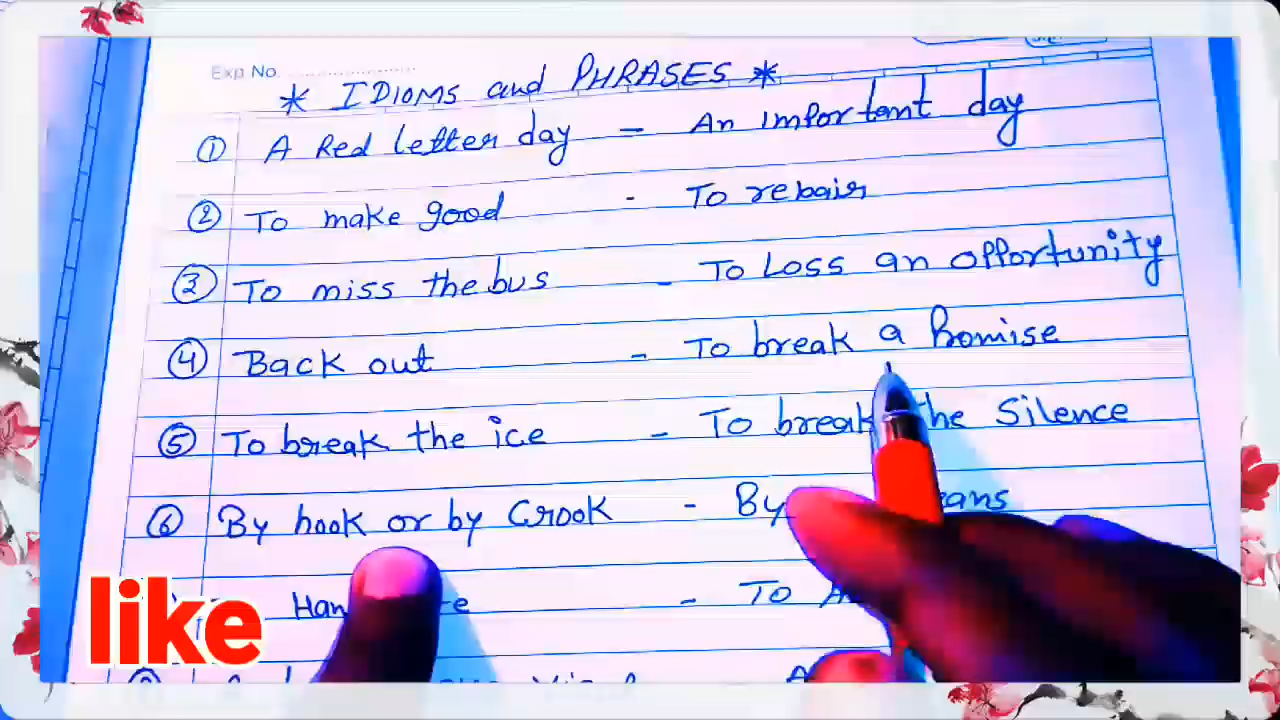 Exp No.
* IDIOMS and PHRASES *
① A Red letter day - An important day
② To make good - To repair
③ To miss the bus - To Loss an opportunity
④ Back out - To break a Promise
⑤ To break the ice - To break the Silence
⑥ By hook or by Crook - By
To
like